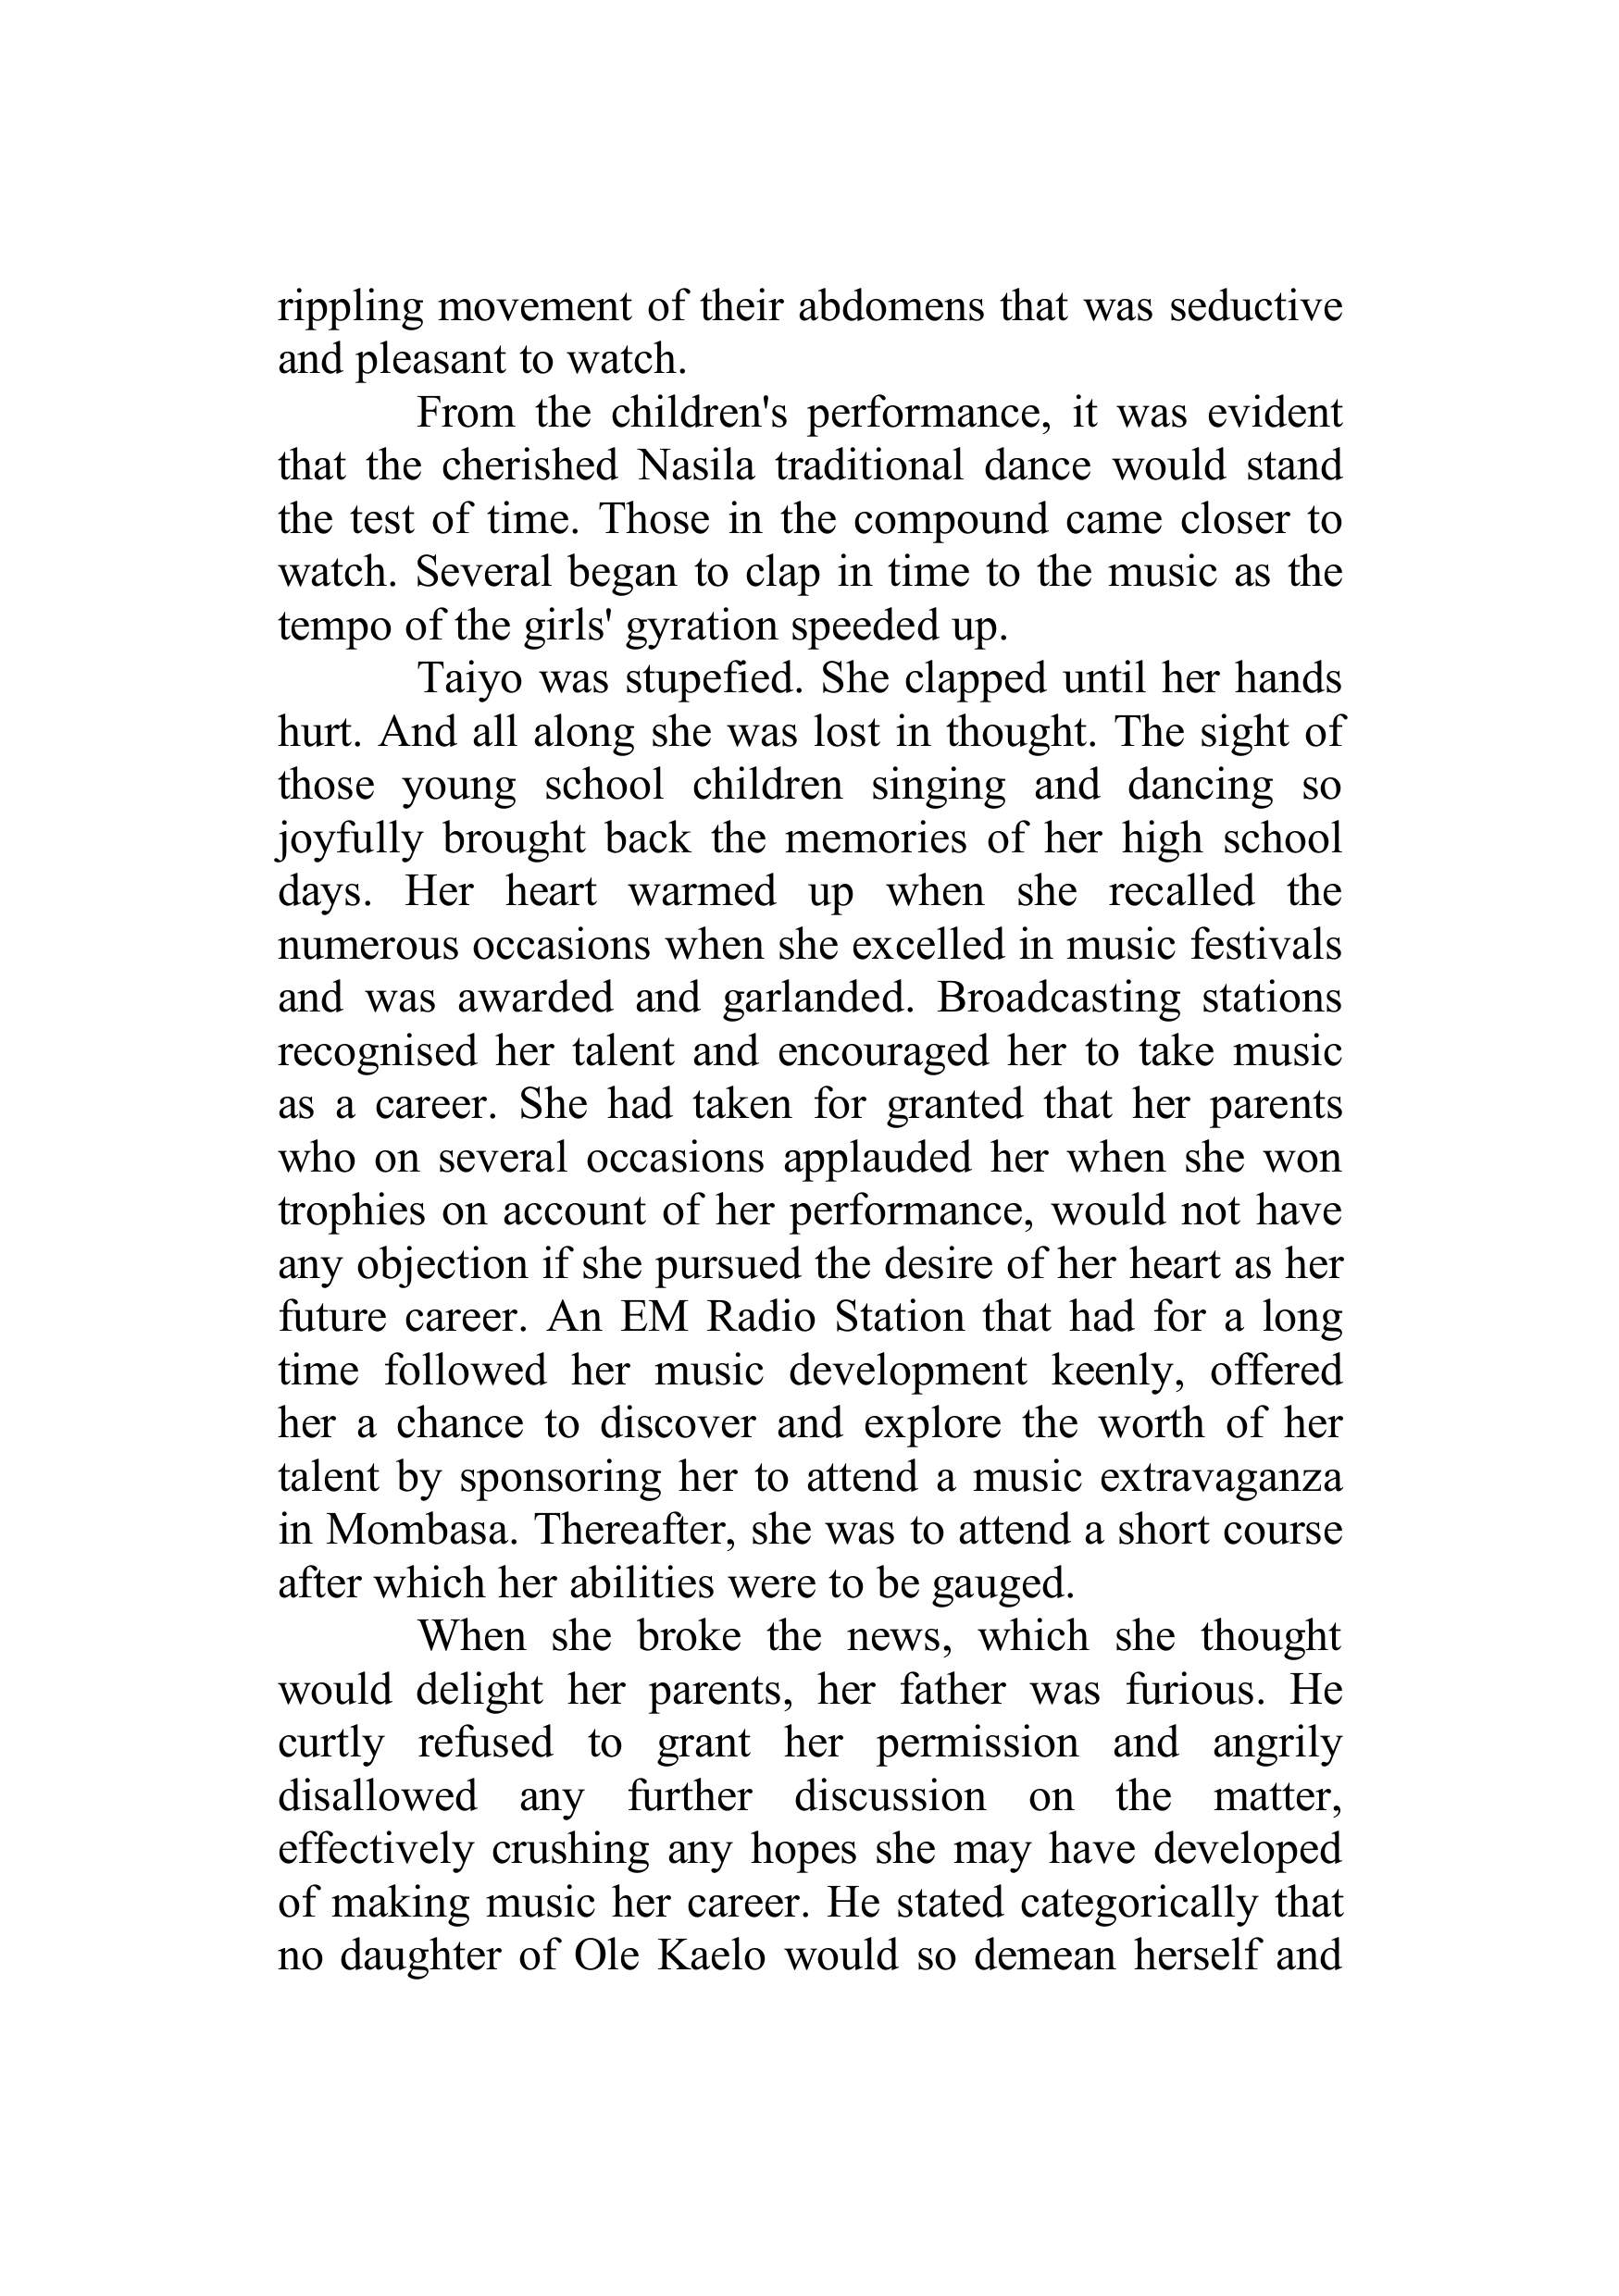 rippling movement of their abdomens that was seductive
and pleasant to watch.
From the children's performance, it was evident
that the cherished Nasila traditional dance would stand
the test of time. Those in the compound came closer to
watch. Several began to clap in time to the music as the
tempo of the girls' gyration speeded up.
Taiyo was stupefied. She clapped until her hands
hurt. And all along she was lost in thought. The sight of
those young school children singing and dancing so
joyfully brought back the memories of her high school
days. Her heart warmed up when she recalled the
numerous occasions when she excelled in music festivals
and was awarded and garlanded. Broadcasting stations
recognised her talent and encouraged her to take music
as a career. She had taken for granted that her parents
who on several occasions applauded her when she won
trophies on account of her performance, would not have
any objection if she pursued the desire of her heart as her
future career. An EM Radio Station that had for a long
time followed her music development keenly, offered
her a chance to discover and explore the worth of her
talent by sponsoring her to attend a music extravaganza
in Mombasa. Thereafter, she was to attend a short course
after which her abilities were to be gauged.
When she broke the news, which she thought
would delight her parents, her father was furious. He
curtly refused to grant her permission and angrily
disallowed any further discussion on the matter,
effectively crushing any hopes she may have developed
of making music her career. He stated categorically that
no daughter of Ole Kaelo would so demean herself and